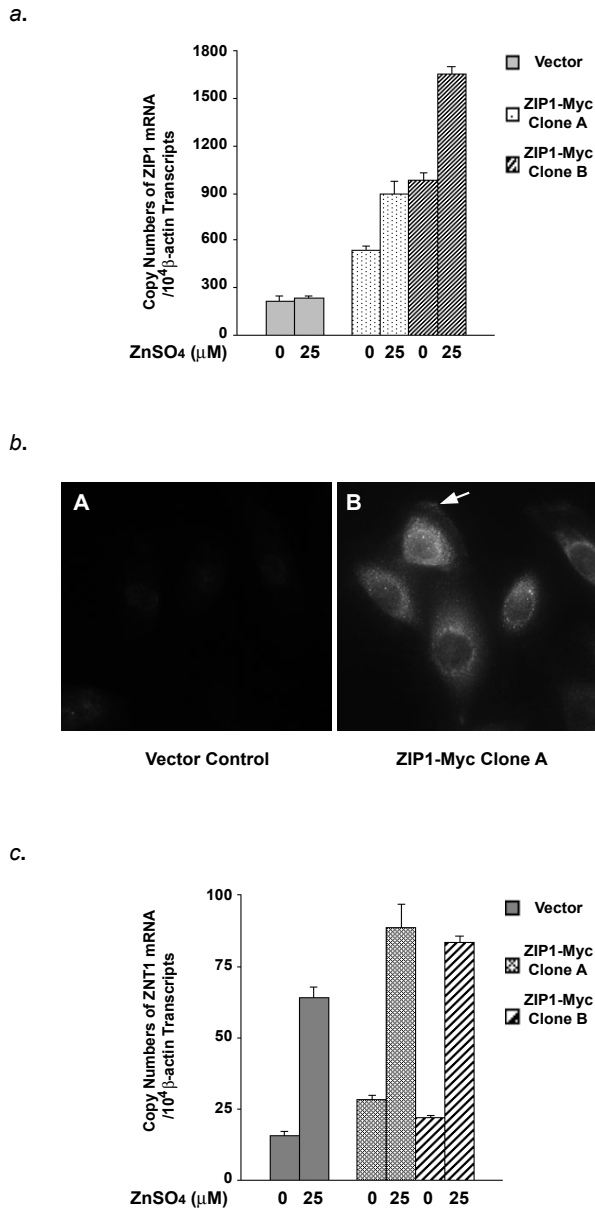 a.
Copy Numbers of ZIP1 mRNA
/10⁴β-actin Transcripts
1800
1500
1200
900
600
300
0
ZnSO4 (μM)
0 25
0 25 0 25
Vector
ZIP1-Myc
Clone A
ZIP1-Myc
Clone B
b.
A
B
Vector Control
ZIP1-Myc Clone A
c.
Copy Numbers of ZNT1 mRNA
/10⁴β-actin Transcripts
100
75
50
25
0
ZnSO4 (μM)
0 25
0 25 0 25
Vector
ZIP1-Myc
Clone A
ZIP1-Myc
Clone B